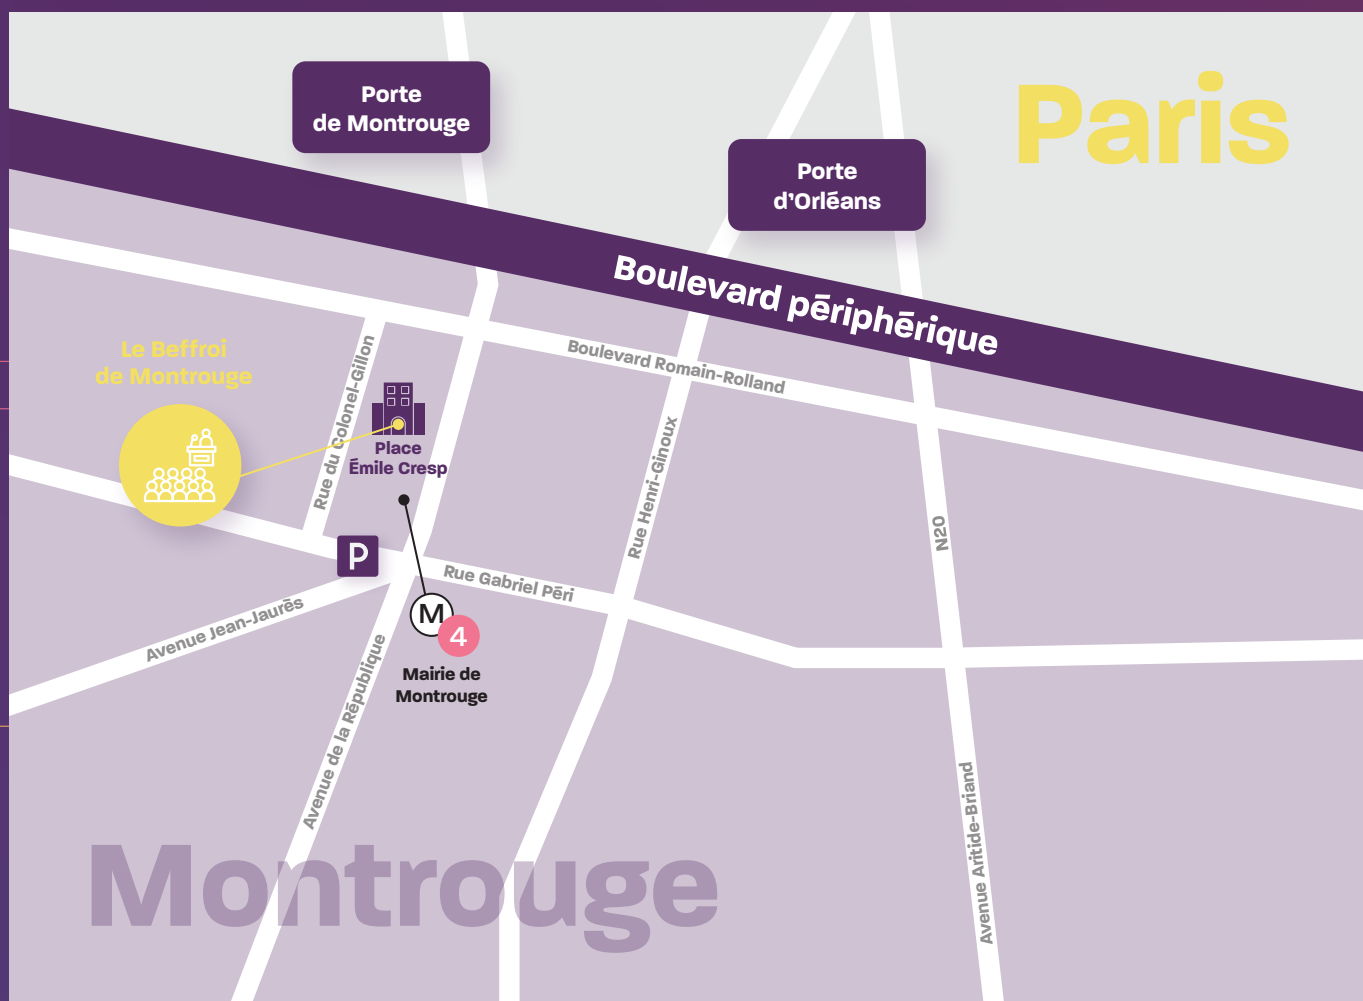 Porte
de Montrouge
Paris
Porte
d'Orléans
Boulevard périphérique
Le Beffroi
de Montrouge
Rue du Colonel-Gillon
Boulevard Romain-Rolland
Place
Émile Cresp
Rue Henri-Ginoux
N20
P
Rue Gabriel Péri
Avenue Jean-Jaurès
M
4
Mairie de
Montrouge
Avenue de la République
Avenue Aritide-Briand
Montrouge